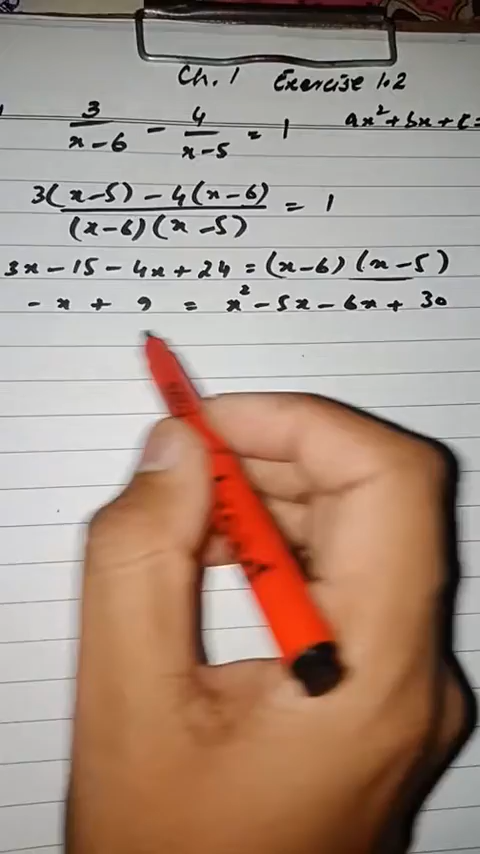 Ch. 1 Exercise 1.2
3/(x-6) - 4/(x-5) = 1 ax²+bx+c=
(3(x-5) - 4(x-6))/((x-6)(x-5)) = 1
3x-15-4x+24=(x-6)(x-5)
-x+9 = x²-5x-6x+30